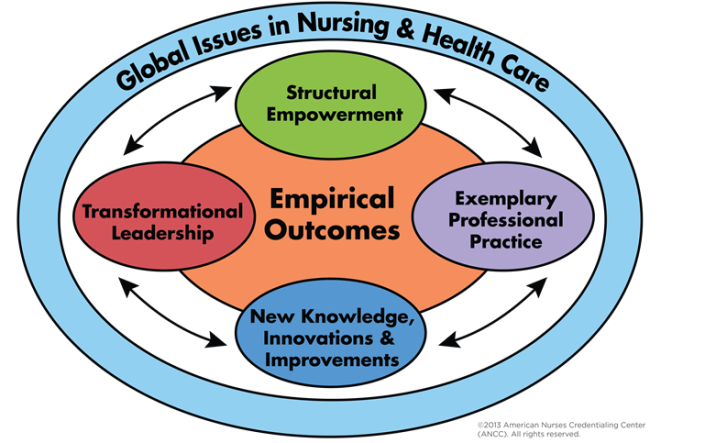 Global Issues in Nursing & Health Care
Structural
Empowerment
Transformational
Leadership
Empirical
Outcomes
Exemplary
Professional
Practice
New Knowledge,
Innovations &
Improvements
©2013 American Nurses Credentialing Center
(ANCC). All rights reserved.